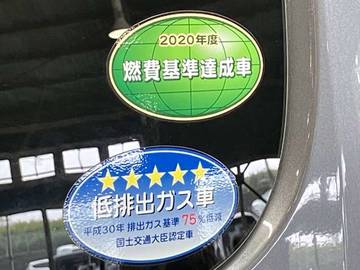 2020年度
燃費基準達成車
低排出ガス車
平成30年 排出ガス基準 75%低減
国土交通大臣認定車